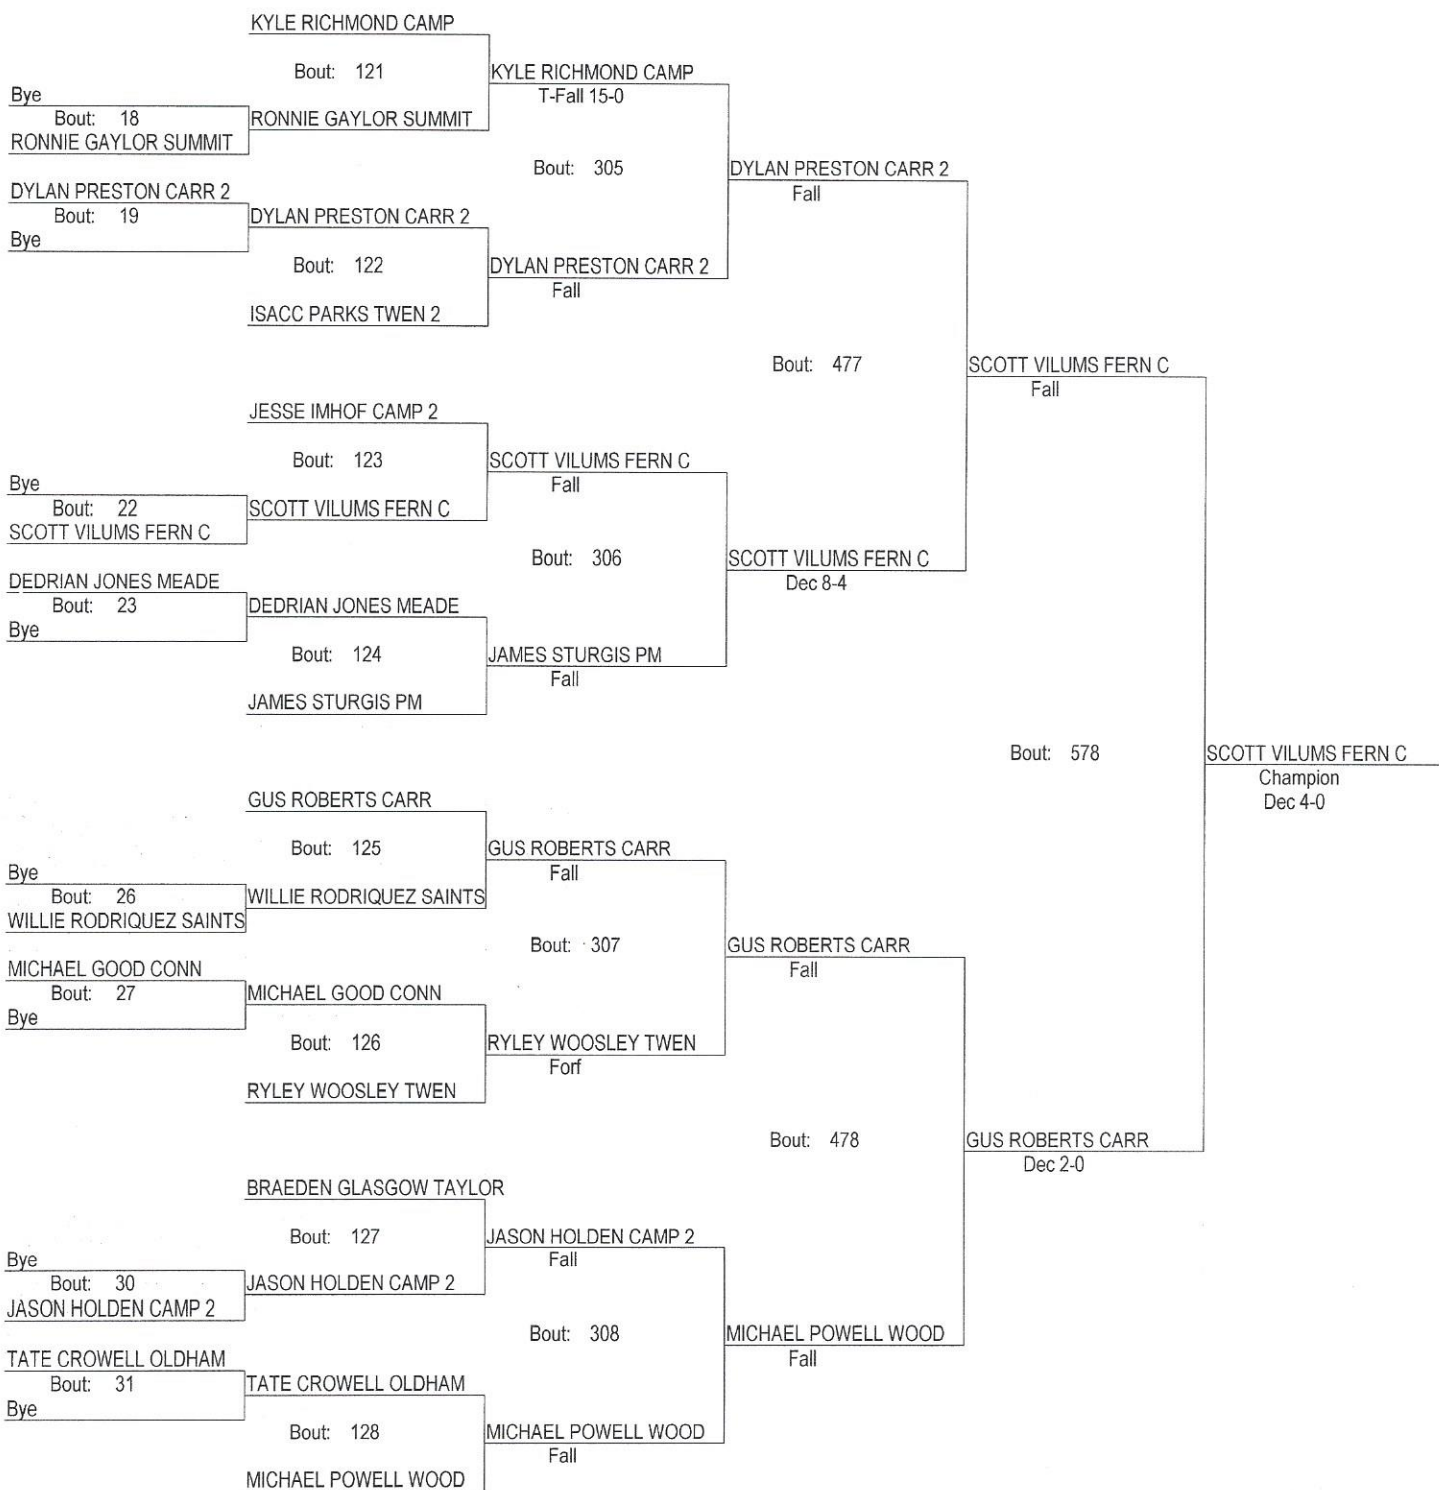 KYLE RICHMOND CAMP
Bout: 121
KYLE RICHMOND CAMP
T-Fall 15-0
Bye
Bout: 18
RONNIE GAYLOR SUMMIT
RONNIE GAYLOR SUMMIT
Bout: 305
DYLAN PRESTON CARR 2
Fall
DYLAN PRESTON CARR 2
Bout: 19
Bye
DYLAN PRESTON CARR 2
Bout: 122
DYLAN PRESTON CARR 2
Fall
ISACC PARKS TWEN 2
Bout: 477
SCOTT VILUMS FERN C
Fall
JESSE IMHOF CAMP 2
Bout: 123
SCOTT VILUMS FERN C
Fall
Bye
Bout: 22
SCOTT VILUMS FERN C
SCOTT VILUMS FERN C
Bout: 306
SCOTT VILUMS FERN C
Dec 8-4
DEDRIAN JONES MEADE
Bout: 23
Bye
DEDRIAN JONES MEADE
Bout: 124
JAMES STURGIS PM
Fall
JAMES STURGIS PM
Bout: 578
SCOTT VILUMS FERN C
Champion
Dec 4-0
GUS ROBERTS CARR
Bout: 125
GUS ROBERTS CARR
Fall
Bye
Bout: 26
WILLIE RODRIQUEZ SAINTS
WILLIE RODRIQUEZ SAINTS
Bout: 307
GUS ROBERTS CARR
Fall
MICHAEL GOOD CONN
Bout: 27
Bye
MICHAEL GOOD CONN
Bout: 126
RYLEY WOOSLEY TWEN
Forf
RYLEY WOOSLEY TWEN
Bout: 478
GUS ROBERTS CARR
Dec 2-0
BRAEDEN GLASGOW TAYLOR
Bout: 127
JASON HOLDEN CAMP 2
Fall
Bye
Bout: 30
JASON HOLDEN CAMP 2
JASON HOLDEN CAMP 2
Bout: 308
MICHAEL POWELL WOOD
Fall
TATE CROWELL OLDHAM
Bout: 31
Bye
TATE CROWELL OLDHAM
Bout: 128
MICHAEL POWELL WOOD
Fall
MICHAEL POWELL WOOD